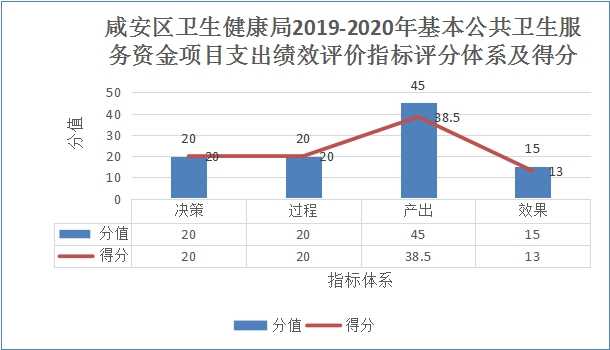 咸安区卫生健康局2019-2020年基本公共卫生服
务资金项目支出绩效评价指标评分体系及得分
分值
50
40
30
20
10
0
20
20
20
20
45
38.5
15
13
决策 过程 产出 效果
分值 20 20 45 15
得分 20 20 38.5 13
指标体系
分值 得分